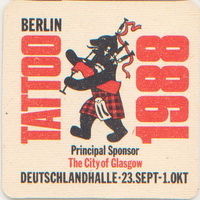 BERLIN
TATTOO
1988
Principal Sponsor
The City of Glasgow
DEUTSCHLANDHALLE·23.SEPT-1.OKT